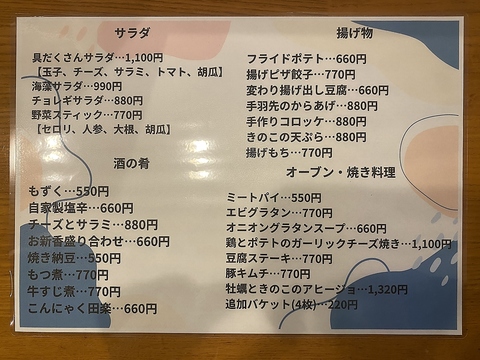 サラダ
具だくさんサラダ…1,100円
【玉子、チーズ、サラミ、トマト、胡瓜】
海藻サラダ…990円
チョレギサラダ…880円
野菜スティック…770円
【セロリ、人参、大根、胡瓜】
酒の肴
もずく…550円
自家製塩辛…660円
チーズとサラミ…880円
お新香盛り合わせ…660円
焼き納豆…550円
もつ煮…770円
牛すじ煮…770円
こんにゃく田楽…660円
揚げ物
フライドポテト…660円
揚げピザ餃子…770円
変わり揚げ出し豆腐…660円
手羽先のからあげ…880円
手作りコロッケ…880円
きのこの天ぷら…880円
揚げもち…770円
オーブン・焼き料理
ミートパイ…550円
エビグラタン…770円
オニオングラタンスープ…660円
鶏とポテトのガーリックチーズ焼き…1,100円
豆腐ステーキ…770円
豚キムチ…770円
牡蠣ときのこのアヒージョ…1,320円
追加バケット(4枚)…220円